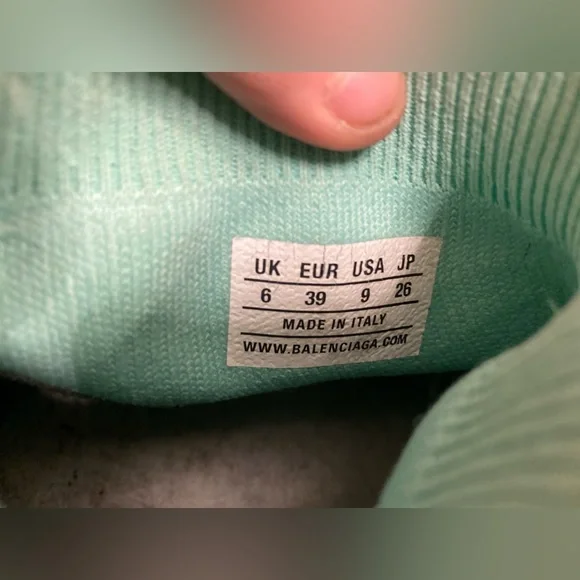 UK EUR USA JP
6 39 9 26
MADE IN ITALY
WWW.BALENCIAGA.COM